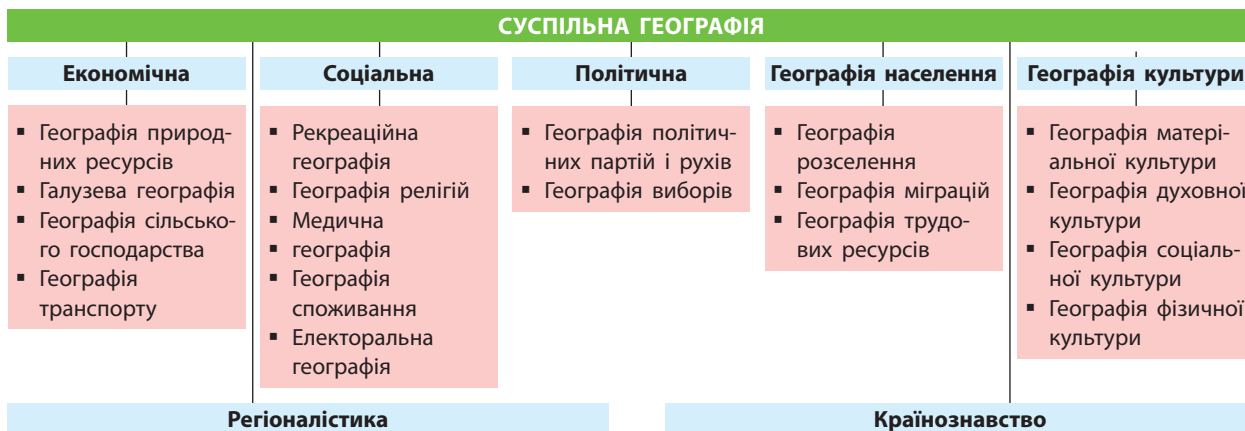 СУСПІЛЬНА ГЕОГРАФІЯ
Економічна
▪ Географія природ-
них ресурсів
▪ Галузева географія
▪ Географія сільсько-
го господарства
▪ Географія
транспорту
Соціальна
▪ Рекреаційна
географія
▪ Географія релігій
▪ Медична
▪ географія
▪ Географія
споживання
▪ Електоральна
географія
Політична
▪ Географія політич-
них партій і рухів
▪ Географія виборів
Географія населення
▪ Географія
розселення
▪ Географія міграцій
▪ Географія трудо-
вих ресурсів
Географія культури
▪ Географія матері-
альної культури
▪ Географія духовної
культури
▪ Географія соціаль-
ної культури
▪ Географія фізичної
культури
Регіоналістика
Країнознавство